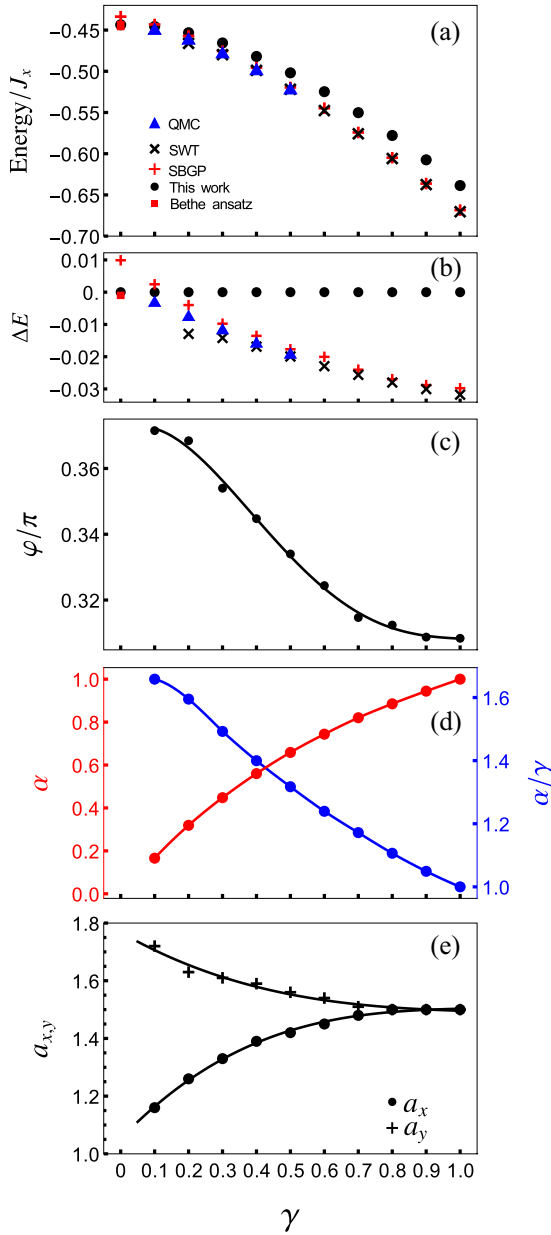 (a)
Energy/Jx
−0.45
−0.50
−0.55
−0.60
−0.65
−0.70
QMC
SWT
SBGP
This work
Bethe ansatz
(b)
ΔE
0.01
0.
−0.01
−0.02
−0.03
(c)
φ/π
0.36
0.34
0.32
(d)
α
1.0
0.8
0.6
0.4
0.2
0.0
α/γ
1.6
1.4
1.2
1.0
(e)
ax,y
1.8
1.6
1.4
1.2
1.0
ax
ay
0 0.1 0.2 0.3 0.4 0.5 0.6 0.7 0.8 0.9 1.0
γ